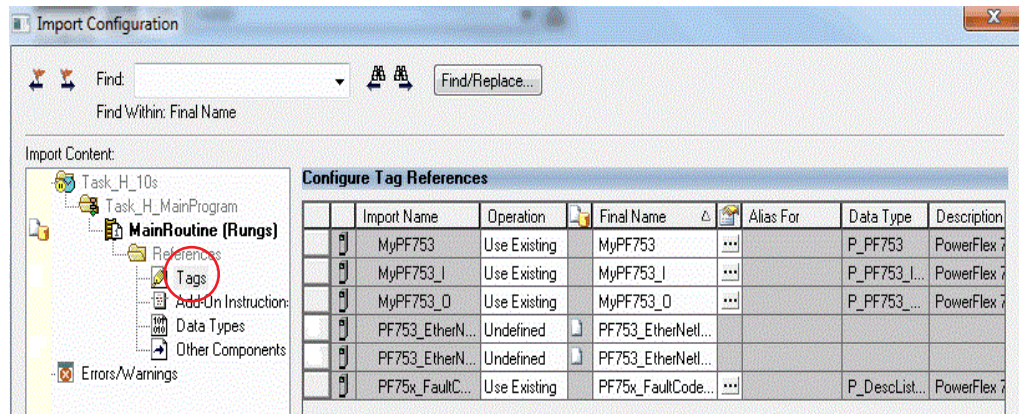 Import Configuration
Find:
Find/Replace...
Find Within: Final Name
Import Content:
Task_H_10s
Task_H_MainProgram
MainRoutine (Rungs)
References
Tags
Add-On Instructions
Data Types
Other Components
Errors/Warnings
Configure Tag References
Import Name Operation Final Name Alias For Data Type Description
MyPF753 Use Existing MyPF753 ... P_PF753 PowerFlex 7
MyPF753_I Use Existing MyPF753_I ... P_PF753_I... PowerFlex 7
MyPF753_O Use Existing MyPF753_O ... P_PF753_... PowerFlex 7
PF753_EtherN... Undefined PF753_EtherNetI...
PF753_EtherN... Undefined PF753_EtherNetI...
PF75x_FaultC... Use Existing PF75x_FaultCode... ... P_DescList... PowerFlex 7